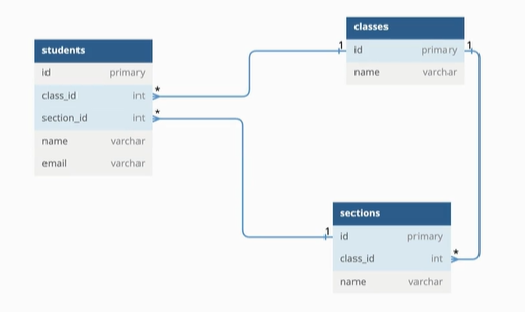 classes
id primary
name varchar
1
1
students
id primary
class_id int
section_id int
name varchar
email varchar
*
*
sections
id primary
class_id int
name varchar
1
*